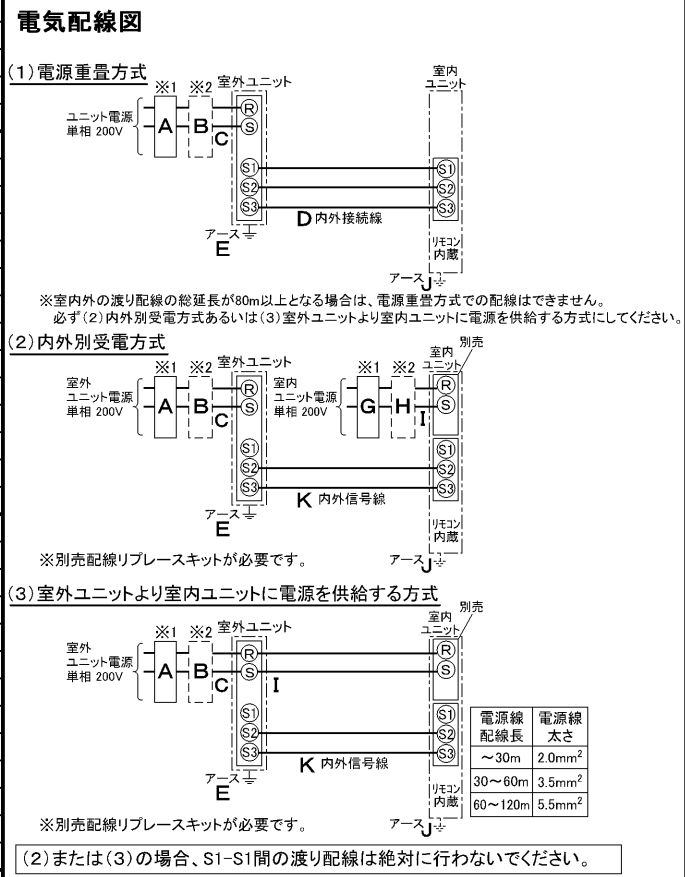 電気配線図
(1)電源重畳方式
※1 ※2 室外ユニット
室内
ユニット
ユニット電源
単相 200V
A B C
R
S
S1 S1
S2 S2
S3 S3
D 内外接続線
アース
E
リモコン
内蔵
アース J
※室内外の渡り配線の総延長が80m以上となる場合は、電源重畳方式での配線はできません。
必ず(2)内外別受電方式あるいは(3)室外ユニットより室内ユニットに電源を供給する方式にしてください。
(2)内外別受電方式
※1 ※2 室外ユニット
※1 ※2
室内
ユニット
別売
室外
ユニット電源
単相 200V
A B C
R
S
室内
ユニット電源
単相 200V
G H I
R
S
S1 S1
S2 S2
S3 S3
K 内外信号線
アース
E
リモコン
内蔵
※別売配線リプレースキットが必要です。
アース J
(3)室外ユニットより室内ユニットに電源を供給する方式
※1 ※2 室外ユニット
室内
ユニット
別売
室外
ユニット電源
単相 200V
A B C
R R
S S
I
S1 S1
S2 S2
S3 S3
K 内外信号線
電源線
配線長
電源線
太さ
～30m 2.0mm²
30～60m 3.5mm²
60～120m 5.5mm²
アース
E
リモコン
内蔵
※別売配線リプレースキットが必要です。
アース J
(2)または(3)の場合、S1-S1間の渡り配線は絶対に行わないでください。